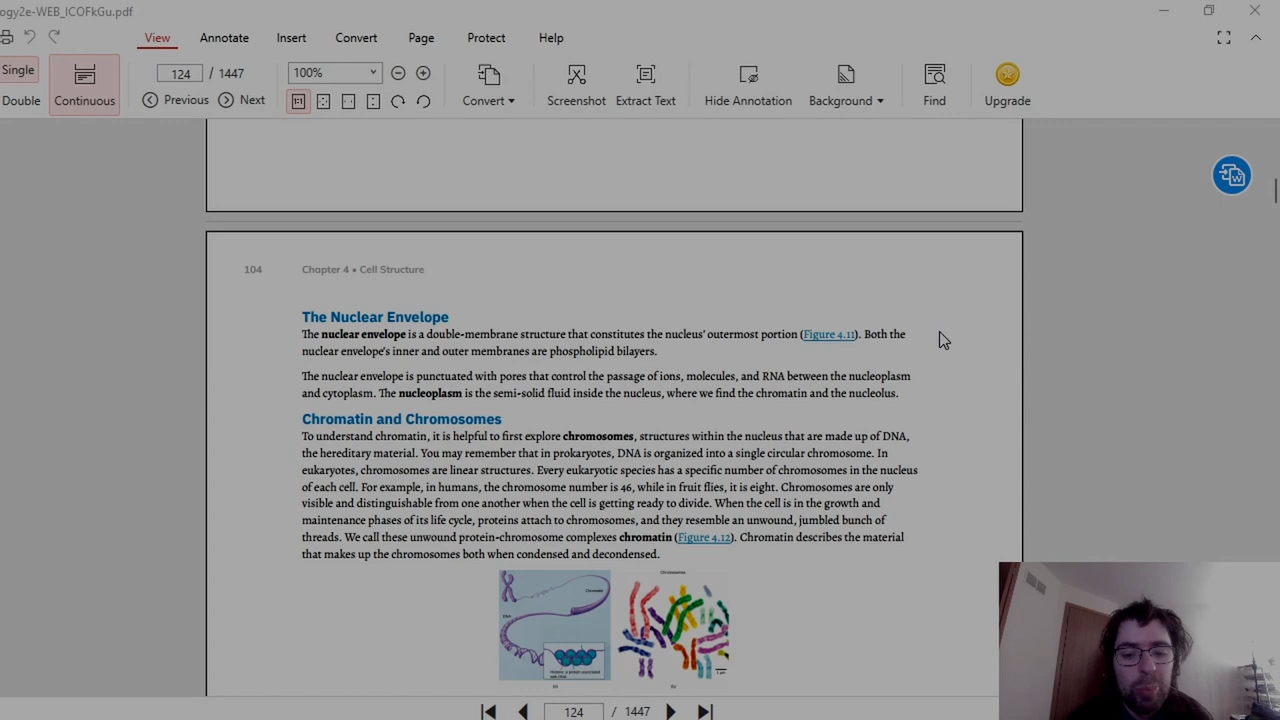 ogy2e-WEB_ICOFkGu.pdf
View Annotate Insert Convert Page Protect Help
Single
Double
Continuous
124 / 1447
Previous Next
100%
Convert
Screenshot
Extract Text
Hide Annotation
Background
Find
Upgrade
104 Chapter 4 • Cell Structure
The Nuclear Envelope
The nuclear envelope is a double-membrane structure that constitutes the nucleus' outermost portion (Figure 4.11). Both the
nuclear envelope's inner and outer membranes are phospholipid bilayers.
The nuclear envelope is punctuated with pores that control the passage of ions, molecules, and RNA between the nucleoplasm
and cytoplasm. The nucleoplasm is the semi-solid fluid inside the nucleus, where we find the chromatin and the nucleolus.
Chromatin and Chromosomes
To understand chromatin, it is helpful to first explore chromosomes, structures within the nucleus that are made up of DNA,
the hereditary material. You may remember that in prokaryotes, DNA is organized into a single circular chromosome. In
eukaryotes, chromosomes are linear structures. Every eukaryotic species has a specific number of chromosomes in the nucleus
of each cell. For example, in humans, the chromosome number is 46, while in fruit flies, it is eight. Chromosomes are only
visible and distinguishable from one another when the cell is getting ready to divide. When the cell is in the growth and
maintenance phases of its life cycle, proteins attach to chromosomes, and they resemble an unwound, jumbled bunch of
threads. We call these unwound protein-chromosome complexes chromatin (Figure 4.12). Chromatin describes the material
that makes up the chromosomes both when condensed and decondensed.
Chromatin
DNA
Chromosomes
(a) (b)
124 / 1447